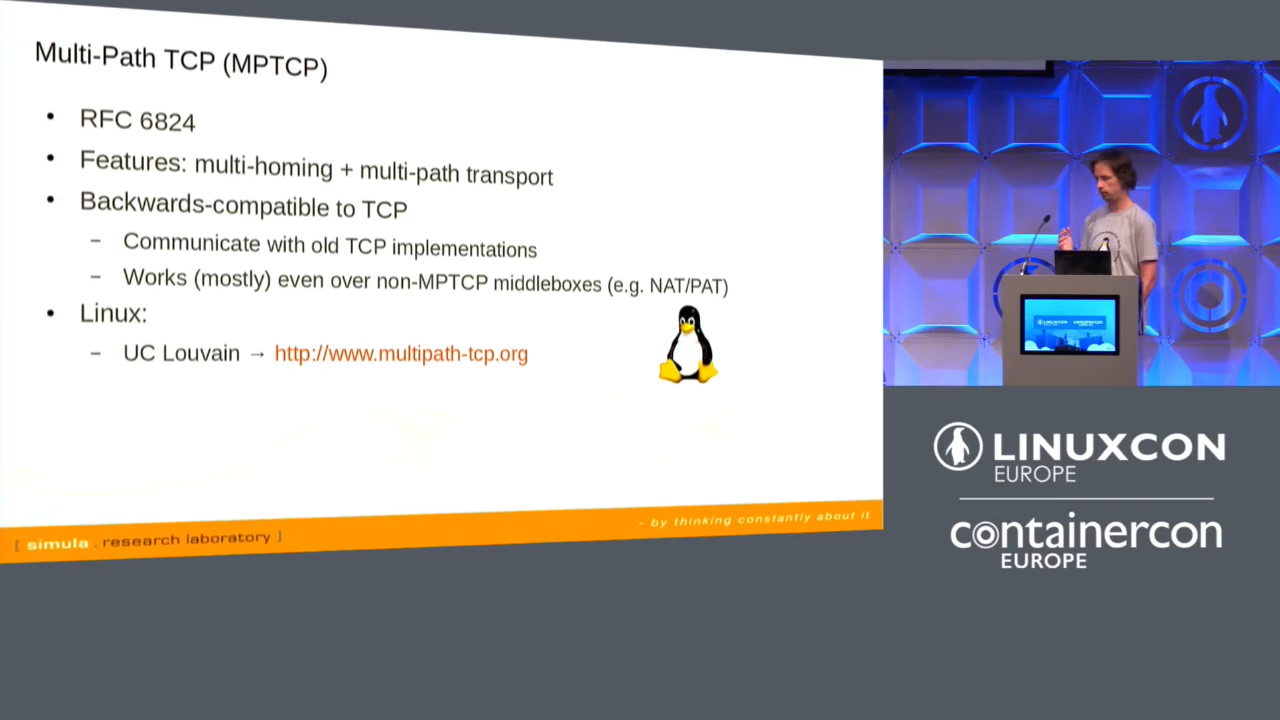 Multi-Path TCP (MPTCP)
• RFC 6824
• Features: multi-homing + multi-path transport
• Backwards-compatible to TCP
– Communicate with old TCP implementations
– Works (mostly) even over non-MPTCP middleboxes (e.g. NAT/PAT)
• Linux:
– UC Louvain → http://www.multipath-tcp.org
[ simula . research laboratory ]
- by thinking constantly about it
LINUXCON
EUROPE
containercon
EUROPE